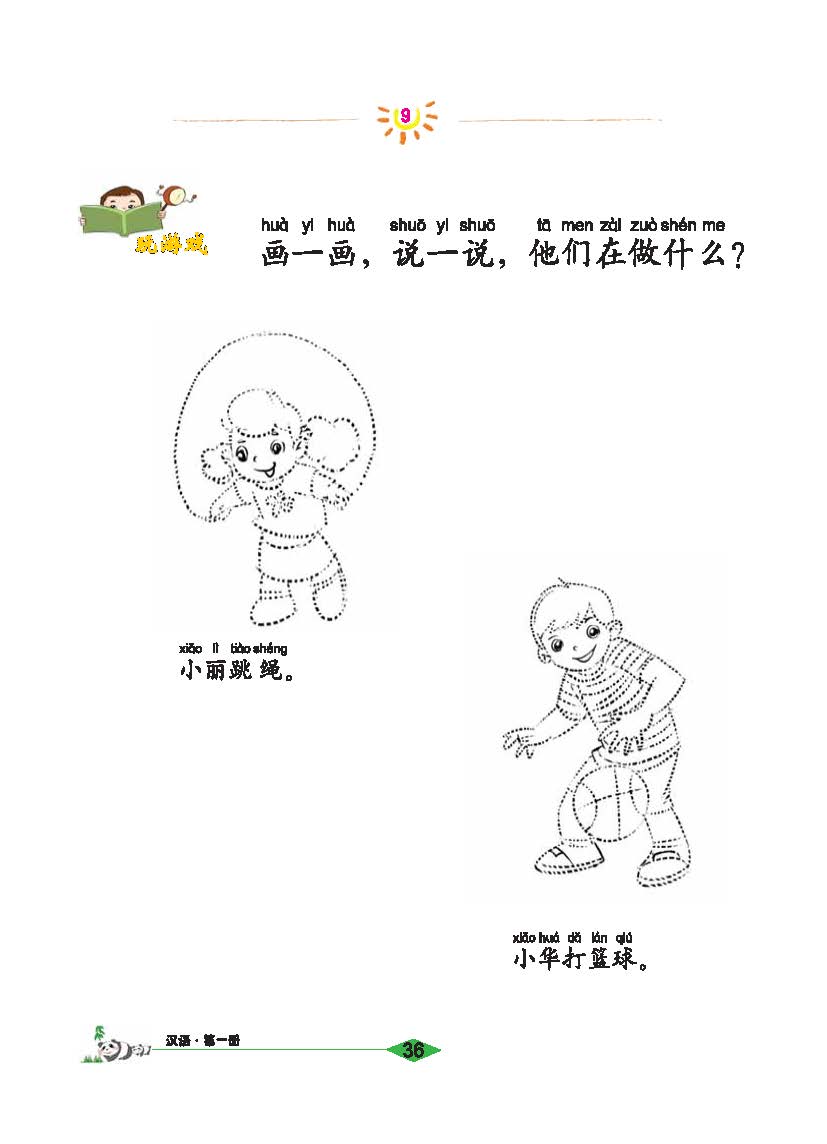 9
玩游戏
huà yi huà shuō yi shuō tā men zài zuò shén me
画一画，说一说，他们在做什么？
xiǎo lì tiào shéng
小丽跳绳。
xiǎo huá dǎ lán qiú
小华打篮球。
汉语·第一册
36